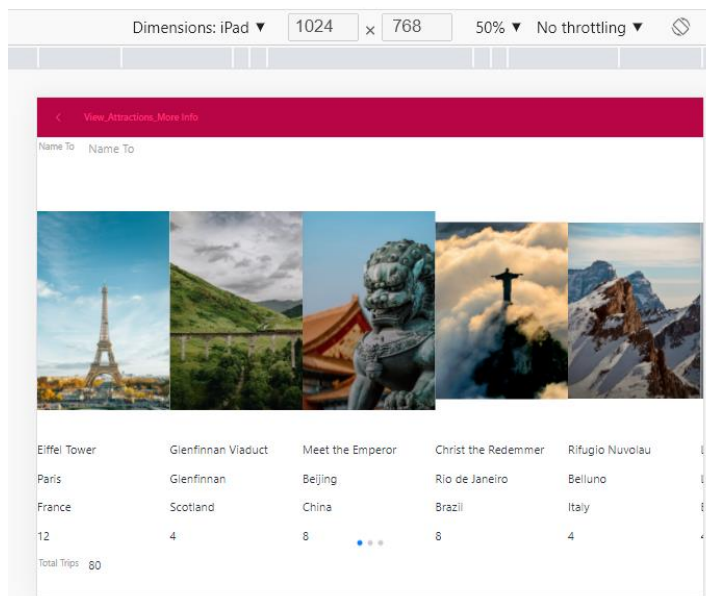 Dimensions: iPad ▼ 1024 × 768 50% ▼ No throttling ▼
View_Attractions_More Info
Name To Name To
Eiffel Tower Glenfinnan Viaduct Meet the Emperor Christ the Redemmer Rifugio Nuvolau
Paris Glenfinnan Beijing Rio de Janeiro Belluno
France Scotland China Brazil Italy
12 4 8 8 4
Total Trips 80